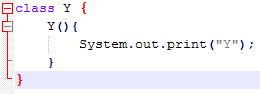 class Y {
Y(){
System.out.print("Y");
}
}